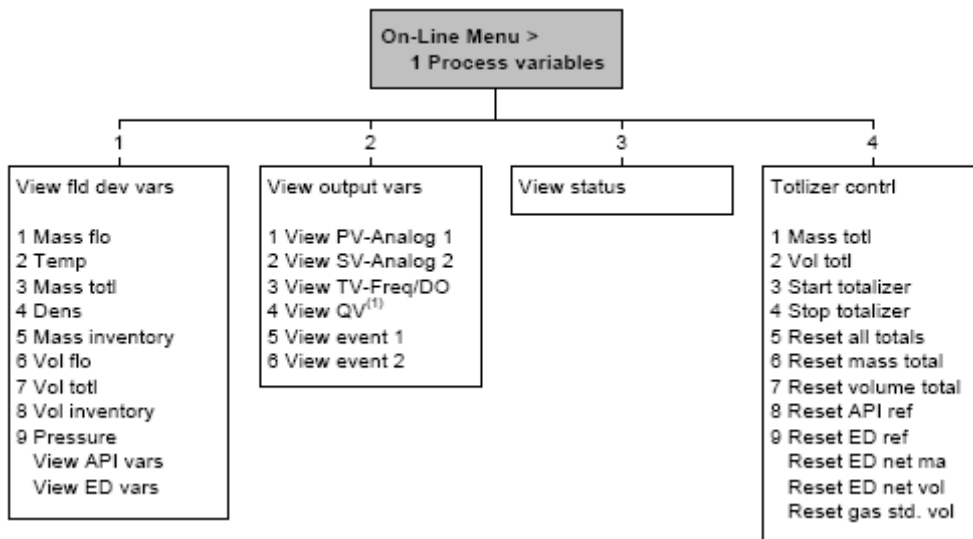 On-Line Menu >
1 Process variables
1
2
3
4
View fld dev vars
1 Mass flo
2 Temp
3 Mass totl
4 Dens
5 Mass inventory
6 Vol flo
7 Vol totl
8 Vol inventory
9 Pressure
View API vars
View ED vars
View output vars
1 View PV-Analog 1
2 View SV-Analog 2
3 View TV-Freq/DO
4 View QV(1)
5 View event 1
6 View event 2
View status
Totlizer contrl
1 Mass totl
2 Vol totl
3 Start totalizer
4 Stop totalizer
5 Reset all totals
6 Reset mass total
7 Reset volume total
8 Reset API ref
9 Reset ED ref
Reset ED net ma
Reset ED net vol
Reset gas std. vol